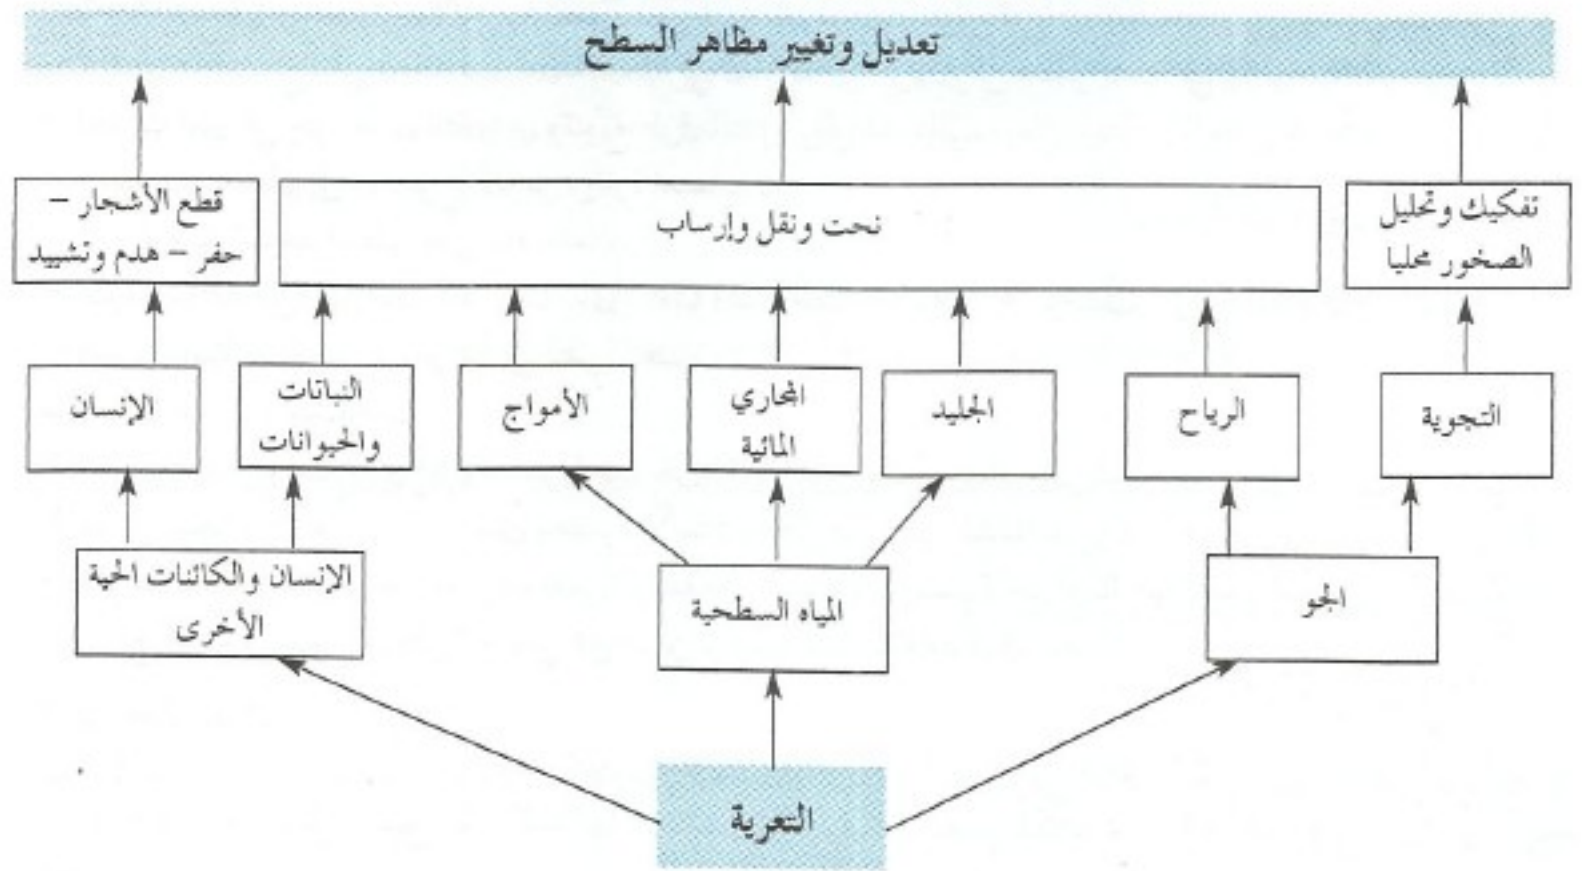 تعديل وتغيير مظاهر السطح
تفكيك وتحليل
الصخور محليا
نحت ونقل وإرساب
قطع الأشجار –
حفر – هدم وتشييد
التجوية
الرياح
الجليد
المجاري
المائية
الأمواج
النباتات
والحيوانات
الإنسان
الجو
المياه السطحية
الإنسان والكائنات الحية
الأخرى
التعرية